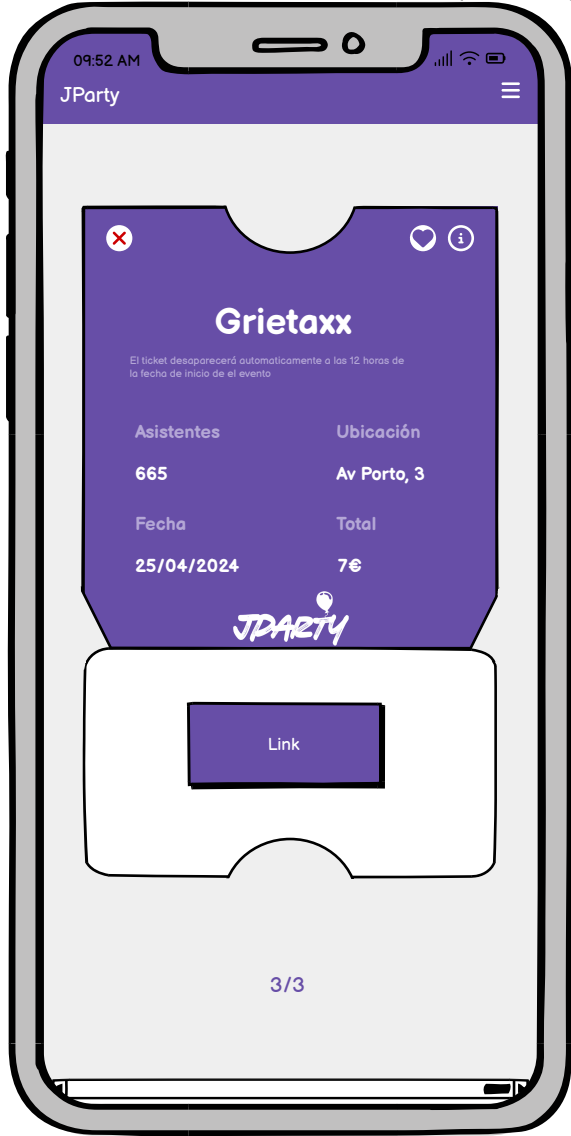 09:52 AM
JParty
Grietaxx
El ticket desaparecerá automaticamente a las 12 horas de
la fecha de inicio de el evento
Asistentes
Ubicación
665
Av Porto, 3
Fecha
Total
25/04/2024
7€
JPARTY
Link
3/3